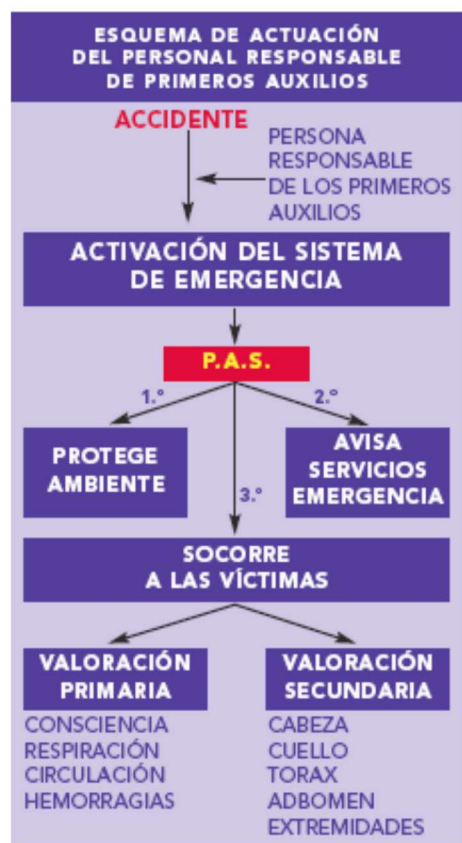 ESQUEMA DE ACTUACIÓN
DEL PERSONAL RESPONSABLE
DE PRIMEROS AUXILIOS
ACCIDENTE
PERSONA
RESPONSABLE
DE LOS PRIMEROS
AUXILIOS
ACTIVACIÓN DEL SISTEMA
DE EMERGENCIA
P.A.S.
1.º
2.º
PROTEGE
AMBIENTE
AVISA
SERVICIOS
EMERGENCIA
3.º
SOCORRE
A LAS VÍCTIMAS
VALORACIÓN
PRIMARIA
CONSCIENCIA
RESPIRACIÓN
CIRCULACIÓN
HEMORRAGIAS
VALORACIÓN
SECUNDARIA
CABEZA
CUELLO
TORAX
ADBOMEN
EXTREMIDADES